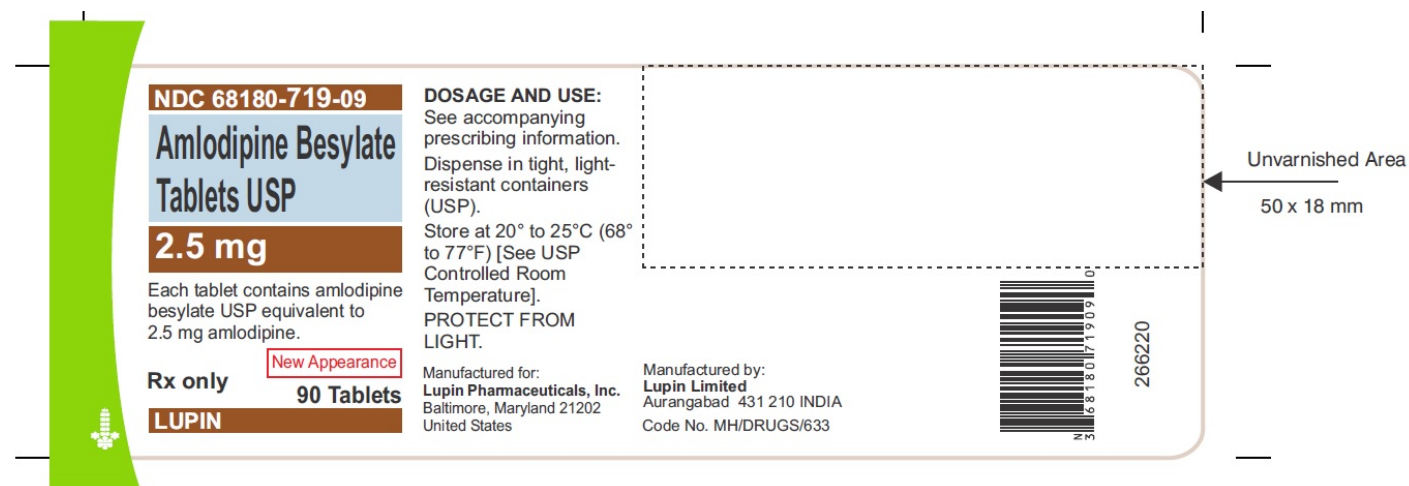 NDC 68180-719-09
Amlodipine Besylate
Tablets USP
2.5 mg
Each tablet contains amlodipine
besylate USP equivalent to
2.5 mg amlodipine.
New Appearance
Rx only
90 Tablets
LUPIN
DOSAGE AND USE:
See accompanying
prescribing information.
Dispense in tight, light-
resistant containers
(USP).
Store at 20° to 25°C (68°
to 77°F) [See USP
Controlled Room
Temperature].
PROTECT FROM
LIGHT.
Manufactured for:
Lupin Pharmaceuticals, Inc.
Baltimore, Maryland 21202
United States
Manufactured by:
Lupin Limited
Aurangabad 431 210 INDIA
Code No. MH/DRUGS/633
N
3 68180 71909 0
266220
Unvarnished Area
50 x 18 mm